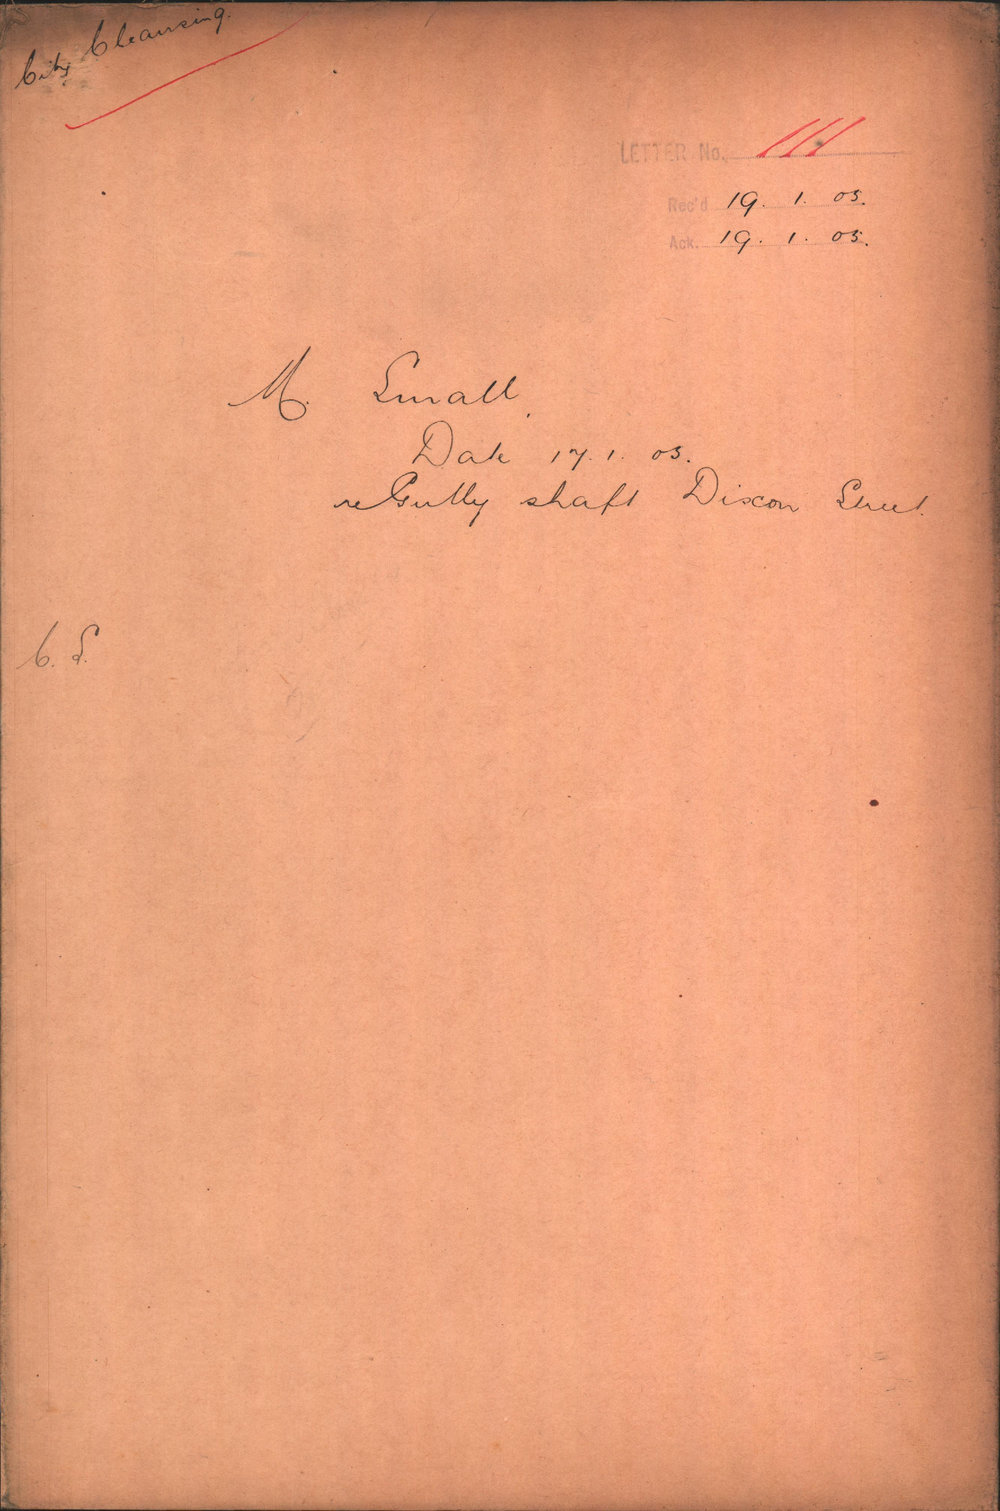 City Cleansing.
LETTER No. 111
Rec'd 19. 1. 05.
Ack. 19. 1. 05.
M. Small.
Date 17. 1. 05.
re Gully shaft Dixon Street.
C. S.